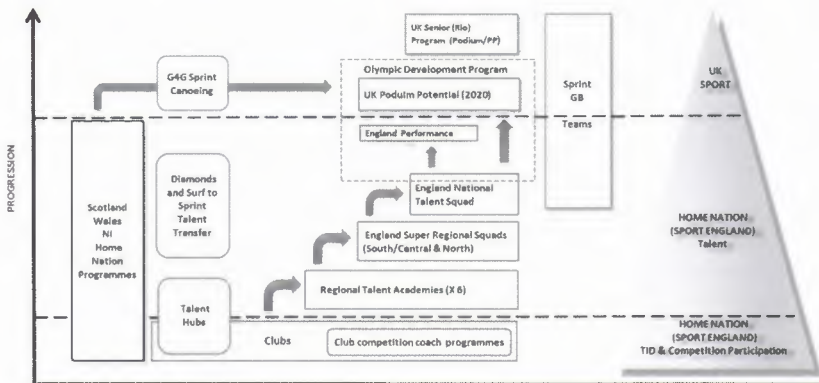 PROGRESSION
UK Senior (Rio)
Program (Podium/PP)
G4G Sprint
Canoeing
Olympic Development Program
UK Poduim Potential (2020)
Sprint
GB
Teams
UK
SPORT
England Performance
Scotland
Wales
NI
Home
Nation
Programmes
Diamonds
and Surf to
Sprint
Talent
Transfer
England National
Talent Squad
England Super Regional Squads
(South/Central & North)
Regional Talent Academies (X 6)
HOME NATION
(SPORT ENGLAND)
Talent
Talent
Hubs
Clubs
Club competition coach programmes
HOME NATION
(SPORT ENGLAND)
TID & Competition Participation